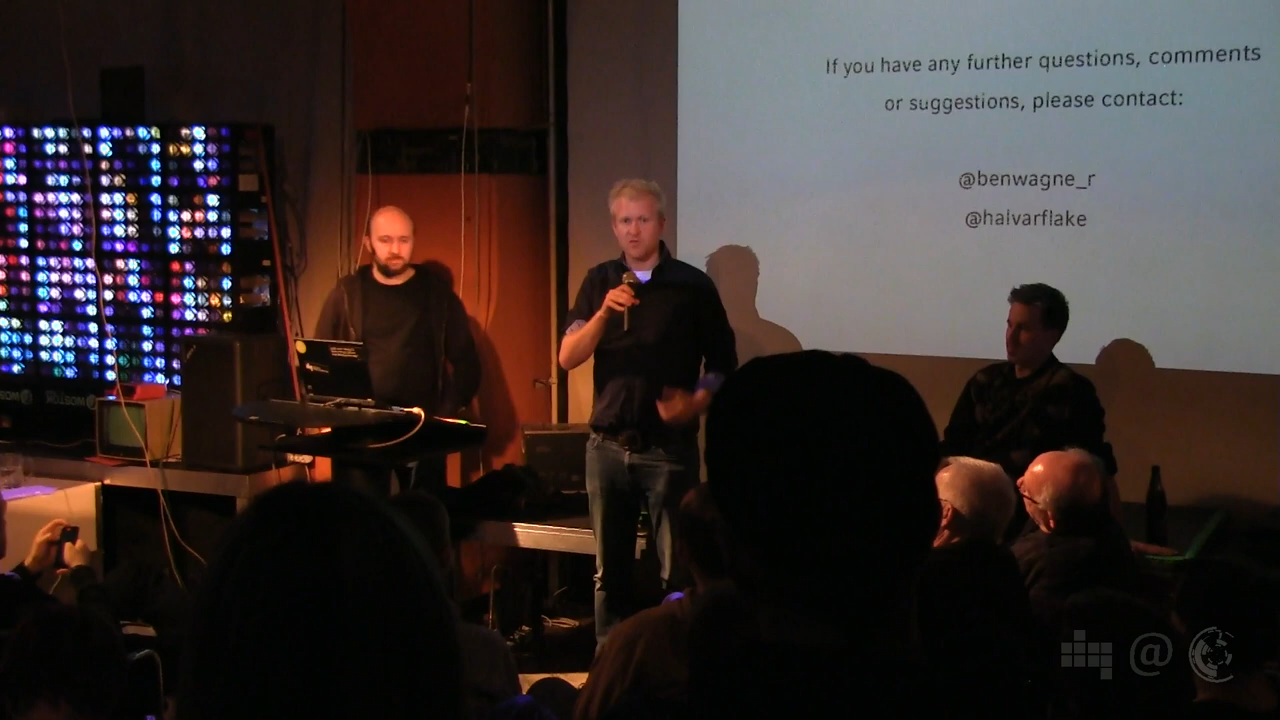 If you have any further questions, comments
or suggestions, please contact:
@benwagne_r
@halvarflake
@